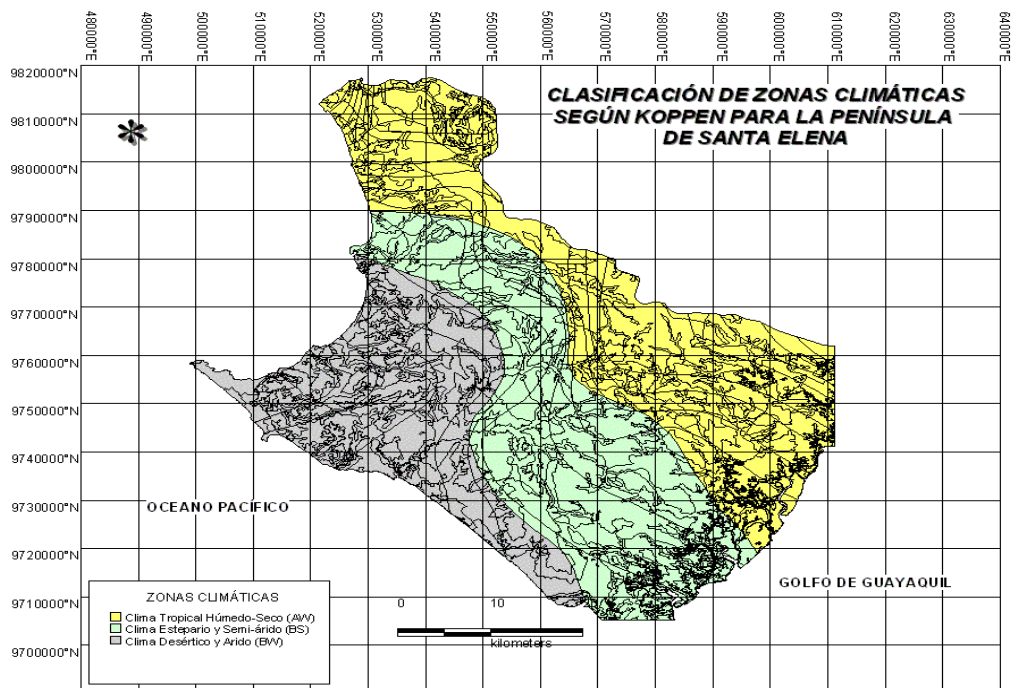 480000°E 490000°E 500000°E 510000°E 520000°E 530000°E 540000°E 550000°E 560000°E 570000°E 580000°E 590000°E 600000°E 610000°E 620000°E 630000°E 640000°E
9820000°N
9810000°N
9800000°N
9790000°N
9780000°N
9770000°N
9760000°N
9750000°N
9740000°N
9730000°N
9720000°N
9710000°N
9700000°N
CLASIFICACIÓN DE ZONAS CLIMÁTICAS
SEGÚN KOPPEN PARA LA PENÍNSULA
DE SANTA ELENA
OCEANO PACÍFICO
GOLFO DE GUAYAQUIL
ZONAS CLIMÁTICAS
Clima Tropical Húmedo-Seco (AW)
Clima Estepario y Semi-árido (BS)
Clima Desértico y Arido (BW)
0 10
kilometers